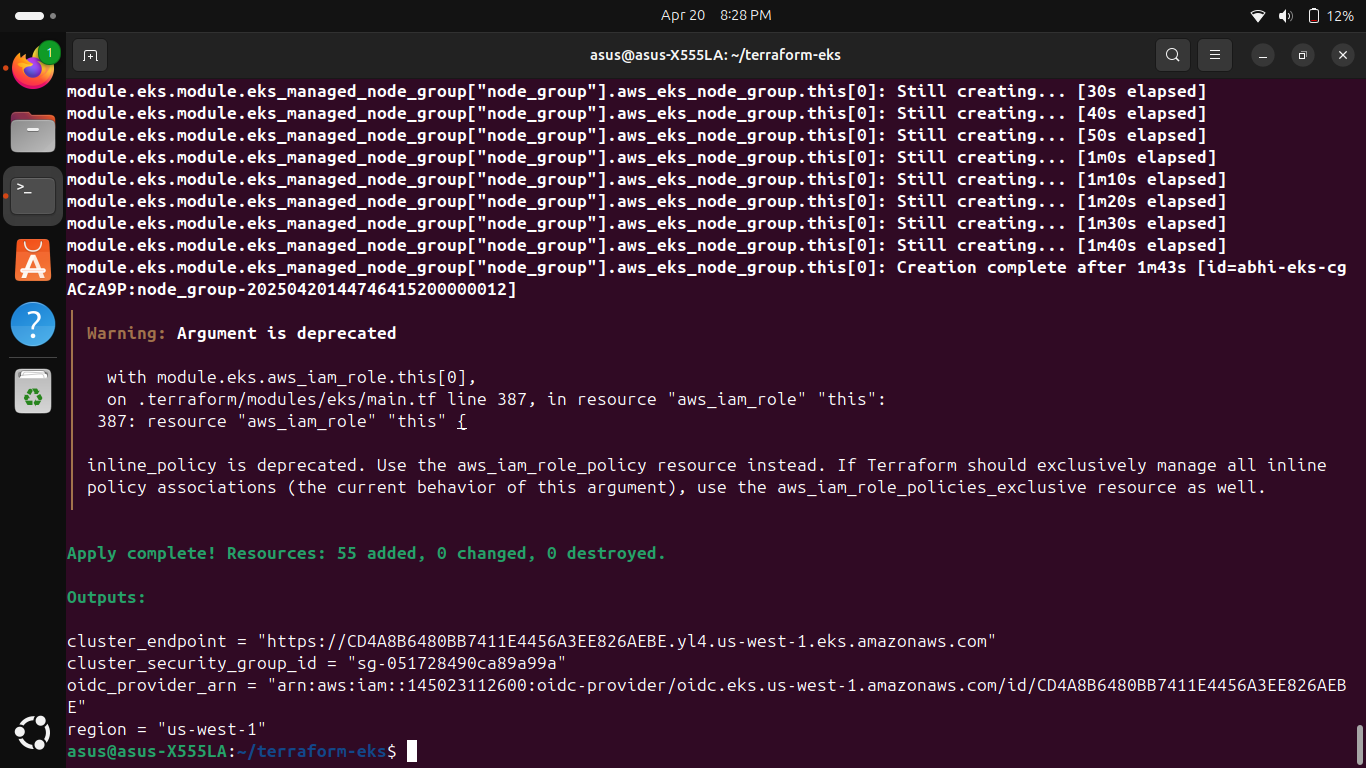 Apr 20 8:28 PM
12%
1
asus@asus-X555LA: ~/terraform-eks
>_
module.eks.module.eks_managed_node_group["node_group"].aws_eks_node_group.this[0]: Still creating... [30s elapsed]
module.eks.module.eks_managed_node_group["node_group"].aws_eks_node_group.this[0]: Still creating... [40s elapsed]
module.eks.module.eks_managed_node_group["node_group"].aws_eks_node_group.this[0]: Still creating... [50s elapsed]
module.eks.module.eks_managed_node_group["node_group"].aws_eks_node_group.this[0]: Still creating... [1m0s elapsed]
module.eks.module.eks_managed_node_group["node_group"].aws_eks_node_group.this[0]: Still creating... [1m10s elapsed]
module.eks.module.eks_managed_node_group["node_group"].aws_eks_node_group.this[0]: Still creating... [1m20s elapsed]
module.eks.module.eks_managed_node_group["node_group"].aws_eks_node_group.this[0]: Still creating... [1m30s elapsed]
module.eks.module.eks_managed_node_group["node_group"].aws_eks_node_group.this[0]: Still creating... [1m40s elapsed]
module.eks.module.eks_managed_node_group["node_group"].aws_eks_node_group.this[0]: Creation complete after 1m43s [id=abhi-eks-cg
ACzA9P:node_group-20250420144746415200000012]
Warning: Argument is deprecated
with module.eks.aws_iam_role.this[0],
on .terraform/modules/eks/main.tf line 387, in resource "aws_iam_role" "this":
387: resource "aws_iam_role" "this" {
inline_policy is deprecated. Use the aws_iam_role_policy resource instead. If Terraform should exclusively manage all inline
policy associations (the current behavior of this argument), use the aws_iam_role_policies_exclusive resource as well.
Apply complete! Resources: 55 added, 0 changed, 0 destroyed.
Outputs:
cluster_endpoint = "https://CD4A8B6480BB7411E4456A3EE826AEBE.yl4.us-west-1.eks.amazonaws.com"
cluster_security_group_id = "sg-051728490ca89a99a"
oidc_provider_arn = "arn:aws:iam::145023112600:oidc-provider/oidc.eks.us-west-1.amazonaws.com/id/CD4A8B6480BB7411E4456A3EE826AEB
E"
region = "us-west-1"
asus@asus-X555LA:~/terraform-eks$